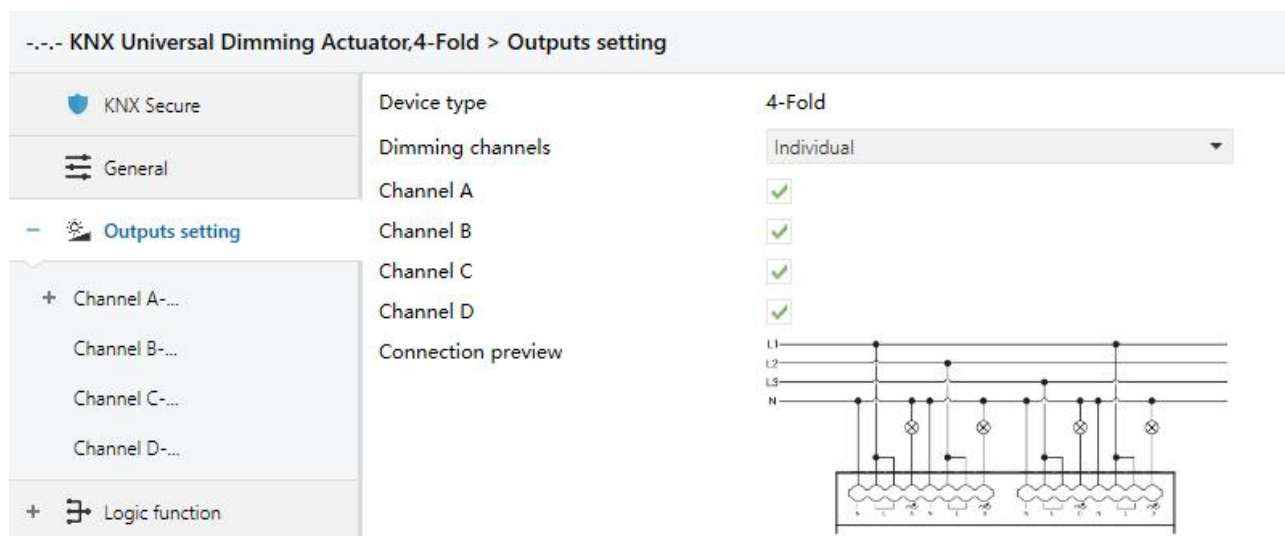 -.-.- KNX Universal Dimming Actuator,4-Fold > Outputs setting
KNX Secure
General
Outputs setting
Channel A-...
Channel B-...
Channel C-...
Channel D-...
Logic function
Device type 4-Fold
Dimming channels Individual
Channel A
Channel B
Channel C
Channel D
Connection preview
L1
L2
L3
N